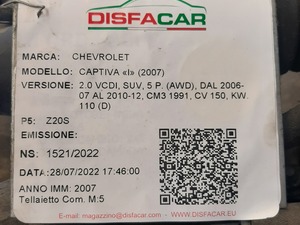 DISFACAR
MARCA: CHEVROLET
MODELLO: CAPTIVA «I» (2007)
VERSIONE: 2.0 VCDI, SUV, 5 P. (AWD), DAL 2006-
07 AL 2010-12, CM3 1991, CV 150, KW
110 (D)
P5: Z20S
EMISSIONE:
NS: 1521/2022
DATA: 28/07/2022 17:46:00
ANNO IMM: 2007
Tellaietto Com. M:5
E-mail: magazzino@disfacar.com - WWW.DISFACAR.EU